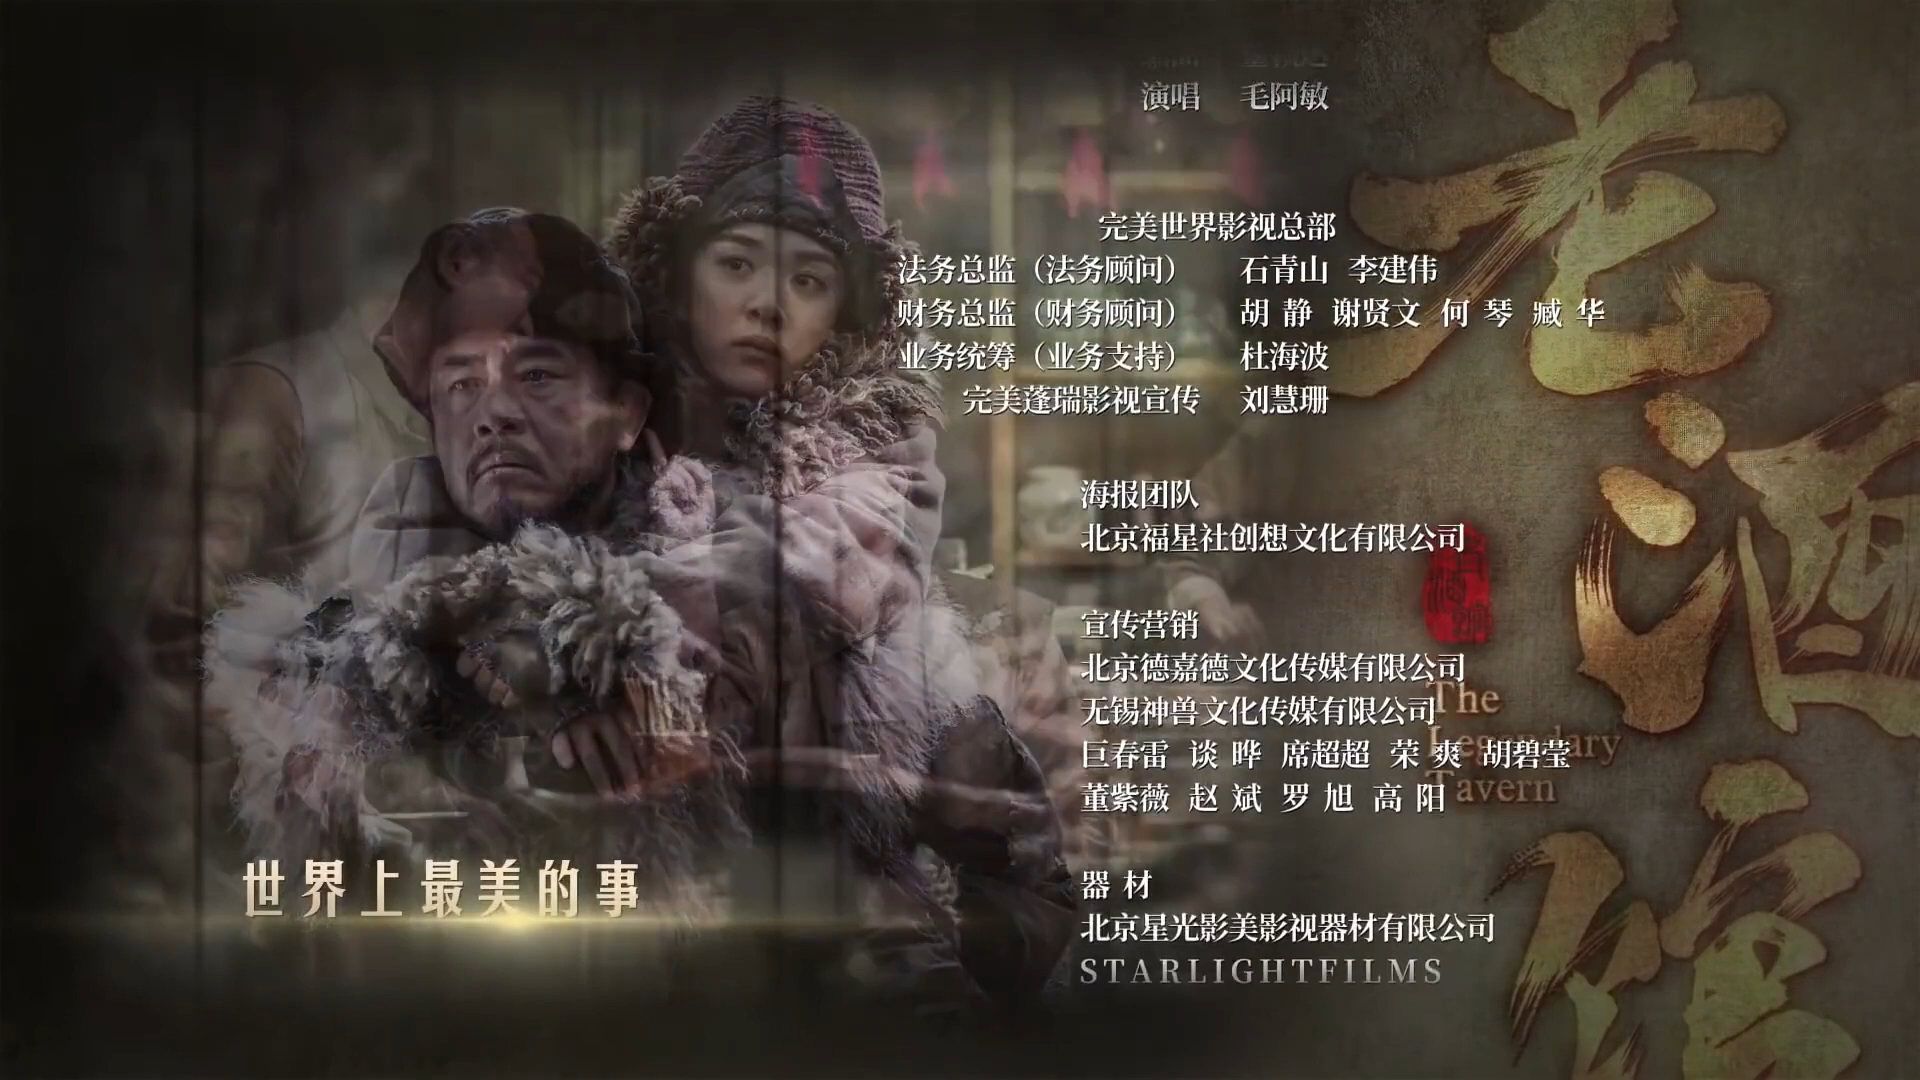 演唱 毛阿敏
完美世界影视总部
法务总监（法务顾问） 石青山 李建伟
财务总监（财务顾问） 胡 静 谢贤文 何 琴 臧 华
业务统筹（业务支持） 杜海波
完美蓬瑞影视宣传 刘慧珊
海报团队
北京福星社创想文化有限公司
宣传营销
北京德嘉德文化传媒有限公司
无锡神兽文化传媒有限公司
巨春雷 谈 晔 席超超 荣 爽 胡碧莹
董紫薇 赵 斌 罗 旭 高 阳
器 材
北京星光影美影视器材有限公司
STARLIGHTFILMS
世界上最美的事
老酒馆
The
Legendary
Tavern